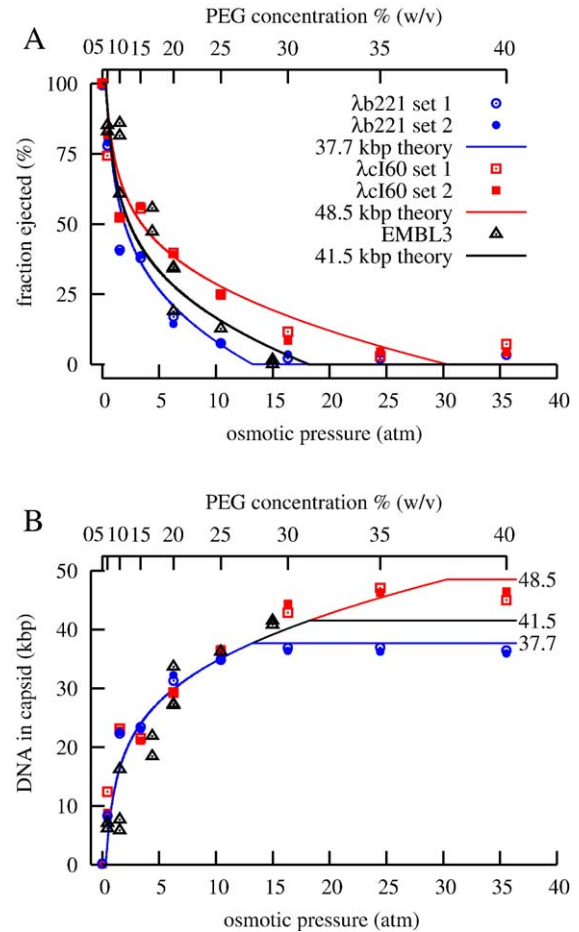 A
PEG concentration % (w/v)
05 10 15 20 25 30 35 40
100
75
50
25
0
fraction ejected (%)
λb221 set 1
λb221 set 2
37.7 kbp theory
λcI60 set 1
λcI60 set 2
48.5 kbp theory
EMBL3
41.5 kbp theory
0 5 10 15 20 25 30 35 40
osmotic pressure (atm)
B
PEG concentration % (w/v)
05 10 15 20 25 30 35 40
50
40
30
20
10
0
DNA in capsid (kbp)
48.5
41.5
37.7
0 5 10 15 20 25 30 35 40
osmotic pressure (atm)